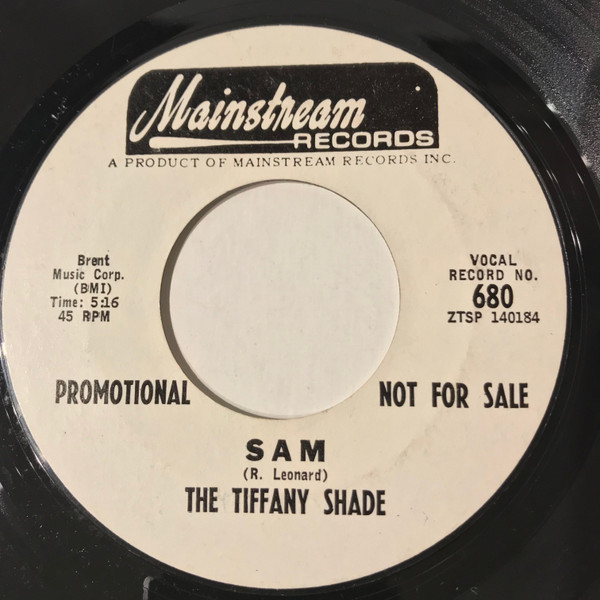 Mainstream
RECORDS
A PRODUCT OF MAINSTREAM RECORDS INC.
Brent
Music Corp.
(BMI)
Time: 5:16
45 RPM
VOCAL
RECORD NO.
680
ZTSP 140184
PROMOTIONAL
NOT FOR SALE
SAM
(R. Leonard)
THE TIFFANY SHADE